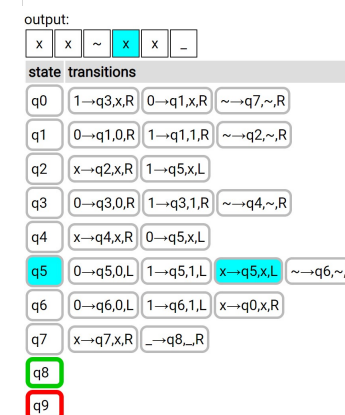 output:
x x ~ x x _
state transitions
q0 1→q3,x,R 0→q1,x,R ~→q7,~,R
q1 0→q1,0,R 1→q1,1,R ~→q2,~,R
q2 x→q2,x,R 1→q5,x,L
q3 0→q3,0,R 1→q3,1,R ~→q4,~,R
q4 x→q4,x,R 0→q5,x,L
q5 0→q5,0,L 1→q5,1,L x→q5,x,L ~→q6,~,
q6 0→q6,0,L 1→q6,1,L x→q0,x,R
q7 x→q7,x,R _→q8,_,R
q8
q9